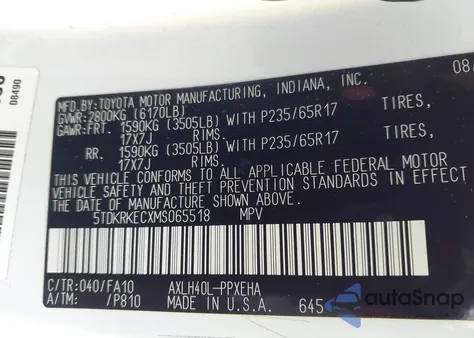 08490
08/
MFD. BY: TOYOTA MOTOR MANUFACTURING, INDIANA, INC.
GVWR: 2800KG (6170LB)
GAWR: FRT. 1590KG (3505LB) WITH P235/65R17 TIRES,
17X7J RIMS.
RR. 1590KG (3505LB) WITH P235/65R17 TIRES,
17X7J RIMS.
THIS VEHICLE CONFORMS TO ALL APPLICABLE FEDERAL MOTOR
VEHICLE SAFETY AND THEFT PREVENTION STANDARDS IN EFFECT
ON THE DATE OF MANUFACTURE SHOWN ABOVE.
5TDKRKECXMS065518 MPV
C/TR: 040/FA10 AXLH40L-PPXEHA
A/TM: /P810 MADE IN U.S.A. 645
autoSnap